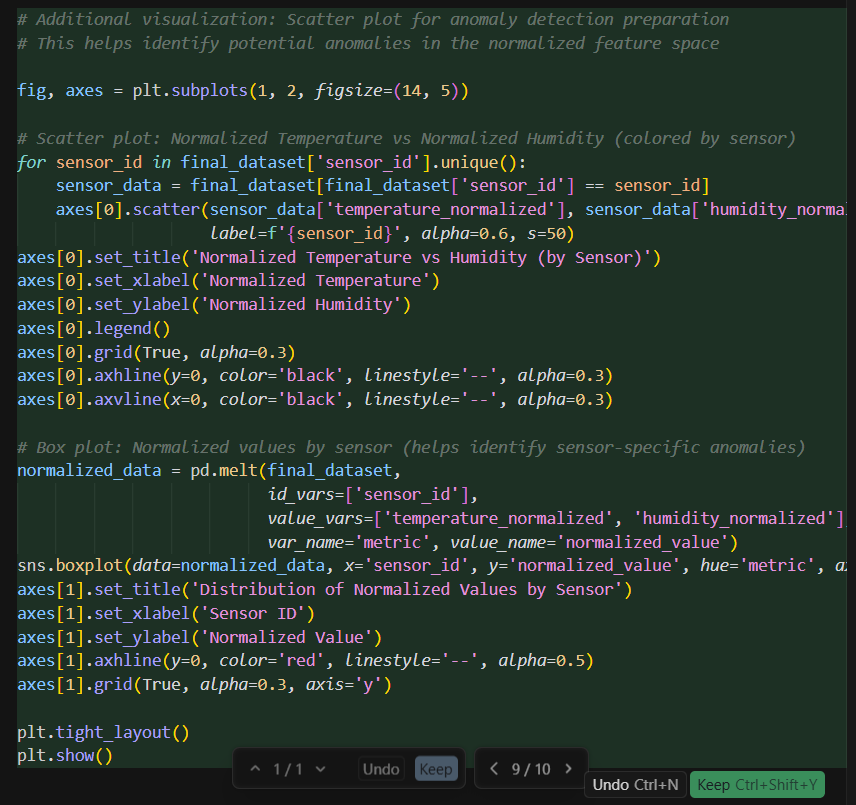 # Additional visualization: Scatter plot for anomaly detection preparation
# This helps identify potential anomalies in the normalized feature space
fig, axes = plt.subplots(1, 2, figsize=(14, 5))
# Scatter plot: Normalized Temperature vs Normalized Humidity (colored by sensor)
for sensor_id in final_dataset['sensor_id'].unique():
    sensor_data = final_dataset[final_dataset['sensor_id'] == sensor_id]
    axes[0].scatter(sensor_data['temperature_normalized'], sensor_data['humidity_norma
                    label=f'{sensor_id}', alpha=0.6, s=50)
axes[0].set_title('Normalized Temperature vs Humidity (by Sensor)')
axes[0].set_xlabel('Normalized Temperature')
axes[0].set_ylabel('Normalized Humidity')
axes[0].legend()
axes[0].grid(True, alpha=0.3)
axes[0].axhline(y=0, color='black', linestyle='--', alpha=0.3)
axes[0].axvline(x=0, color='black', linestyle='--', alpha=0.3)
# Box plot: Normalized values by sensor (helps identify sensor-specific anomalies)
normalized_data = pd.melt(final_dataset,
                          id_vars=['sensor_id'],
                          value_vars=['temperature_normalized', 'humidity_normalized']
                          var_name='metric', value_name='normalized_value')
sns.boxplot(data=normalized_data, x='sensor_id', y='normalized_value', hue='metric',
axes[1].set_title('Distribution of Normalized Values by Sensor')
axes[1].set_xlabel('Sensor ID')
axes[1].set_ylabel('Normalized Value')
axes[1].axhline(y=0, color='red', linestyle='--', alpha=0.5)
axes[1].grid(True, alpha=0.3, axis='y')
plt.tight_layout()
plt.show()
1 / 1 Undo Keep 9 / 10
Undo Ctrl+N Keep Ctrl+Shift+Y